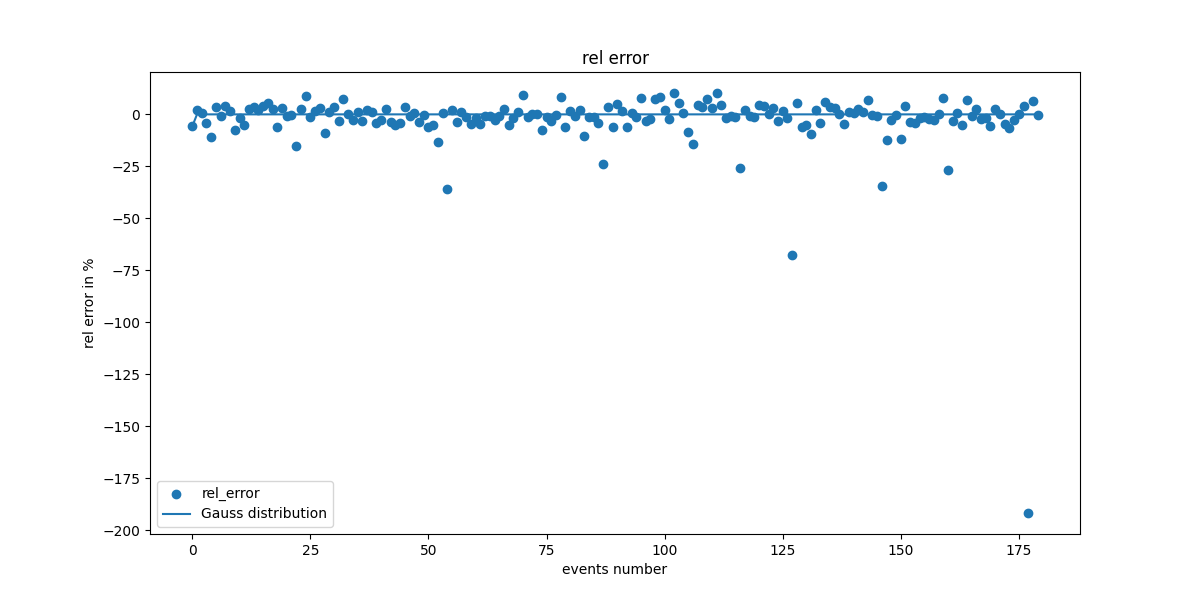 rel error
rel error in %
0
−25
−50
−75
−100
−125
−150
−175
−200
rel_error
Gauss distribution
0 25 50 75 100 125 150 175
events number